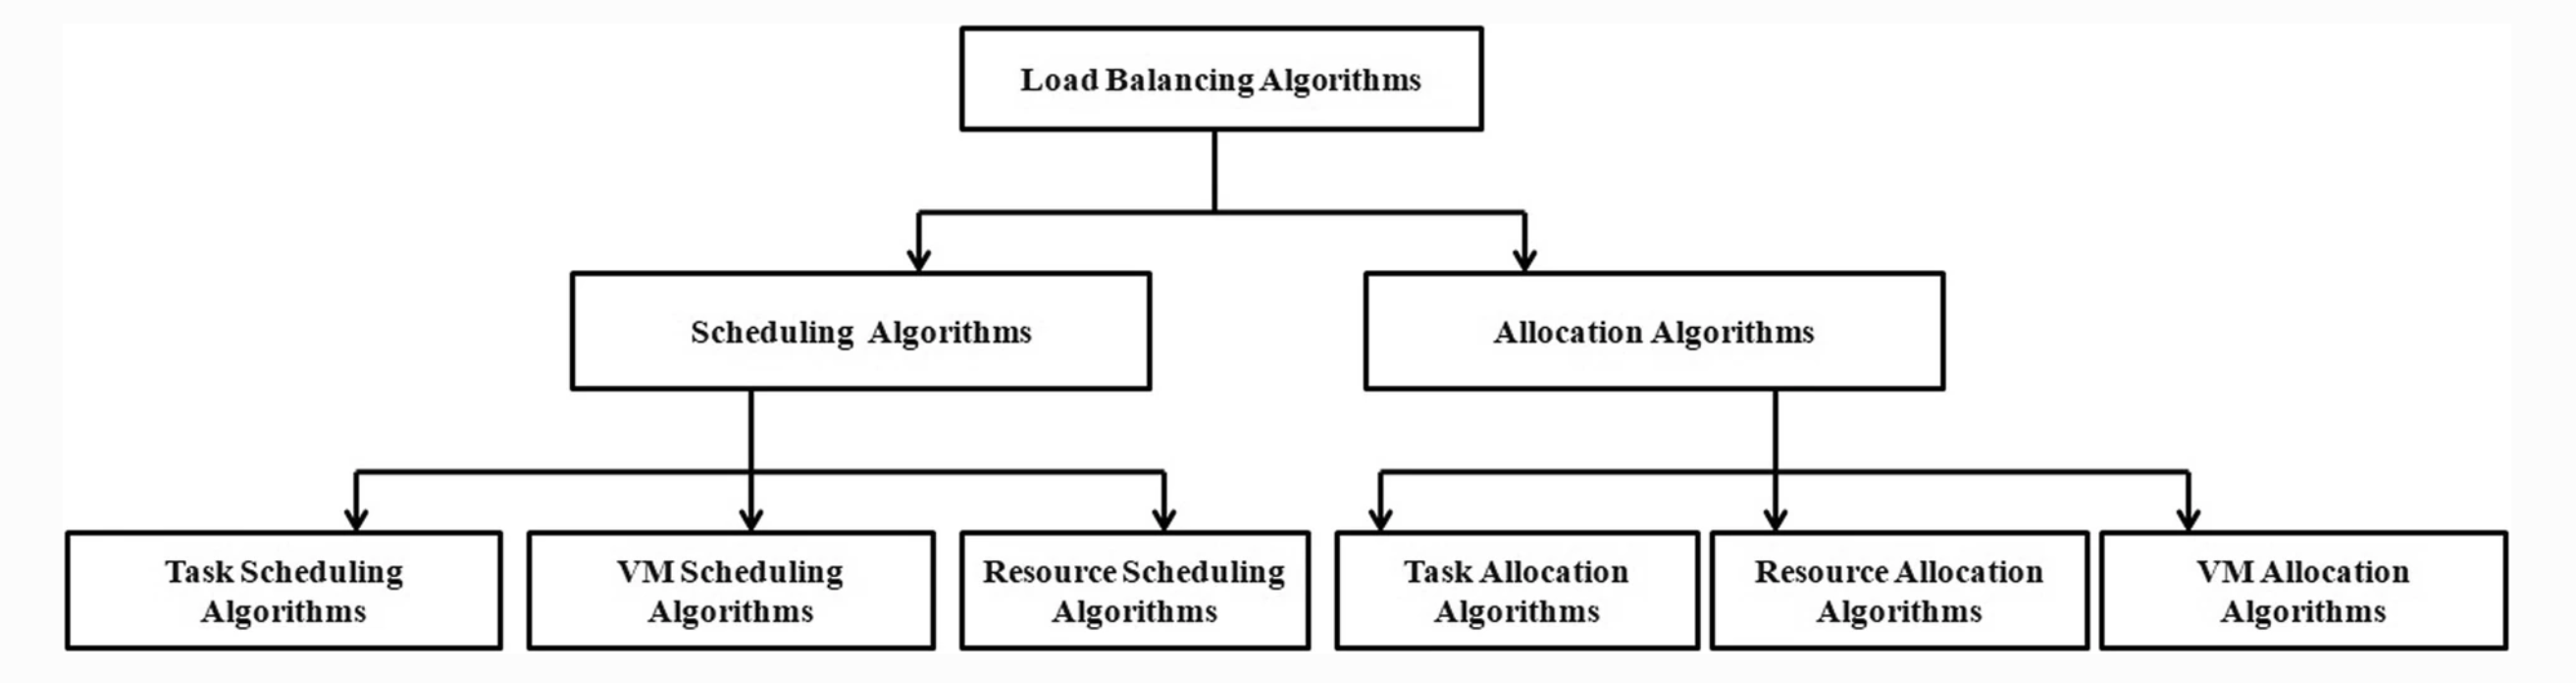 Load Balancing Algorithms
Scheduling Algorithms
Allocation Algorithms
Task Scheduling
Algorithms
VM Scheduling
Algorithms
Resource Scheduling
Algorithms
Task Allocation
Algorithms
Resource Allocation
Algorithms
VM Allocation
Algorithms